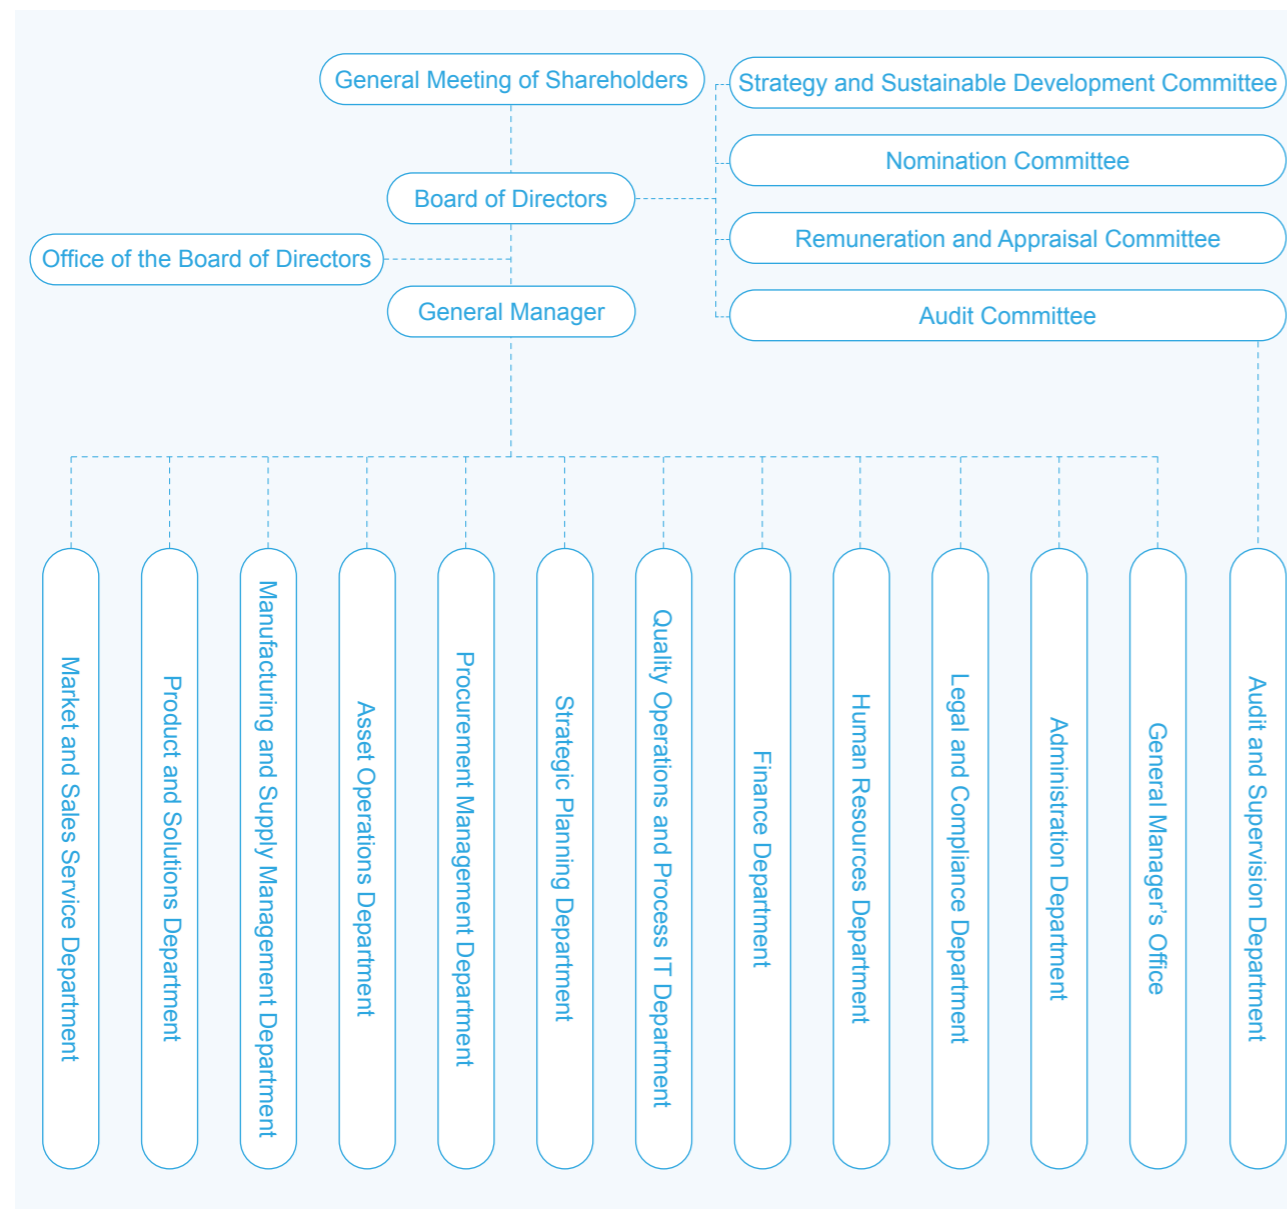 General Meeting of Shareholders
Strategy and Sustainable Development Committee
Nomination Committee
Board of Directors
Remuneration and Appraisal Committee
Office of the Board of Directors
General Manager
Audit Committee
Market and Sales Service Department
Product and Solutions Department
Manufacturing and Supply Management Department
Asset Operations Department
Procurement Management Department
Strategic Planning Department
Quality Operations and Process IT Department
Finance Department
Human Resources Department
Legal and Compliance Department
Administration Department
General Manager's Office
Audit and Supervision Department